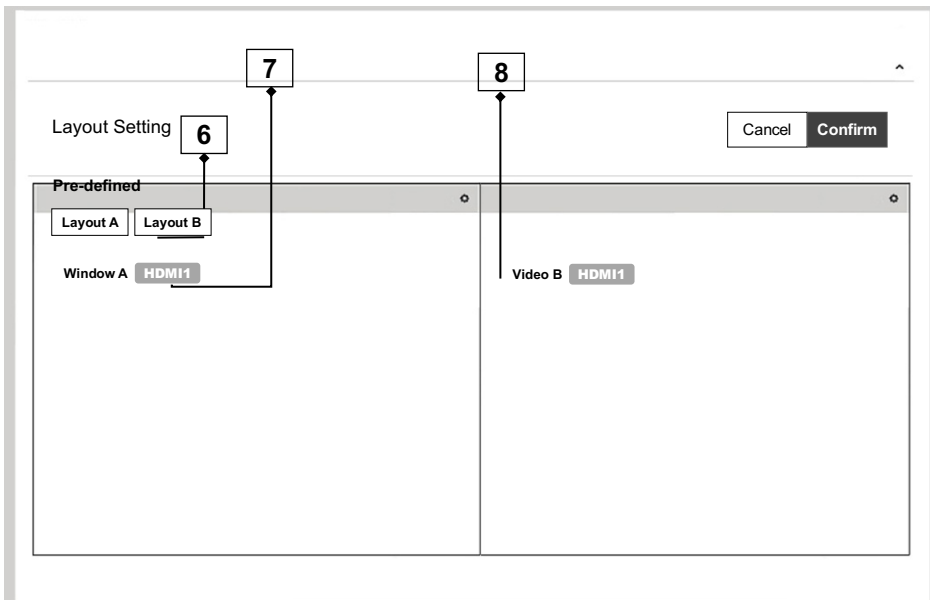 7 8
Layout Setting 6 Cancel Confirm
Pre-defined
Layout A Layout B
Window A HDMI1 Video B HDMI1